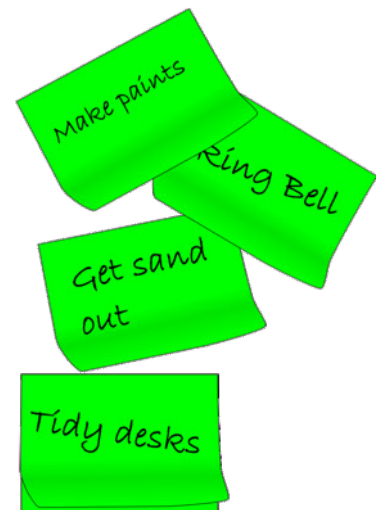 Make paints
Ring Bell
Get sand
out
Tidy desks